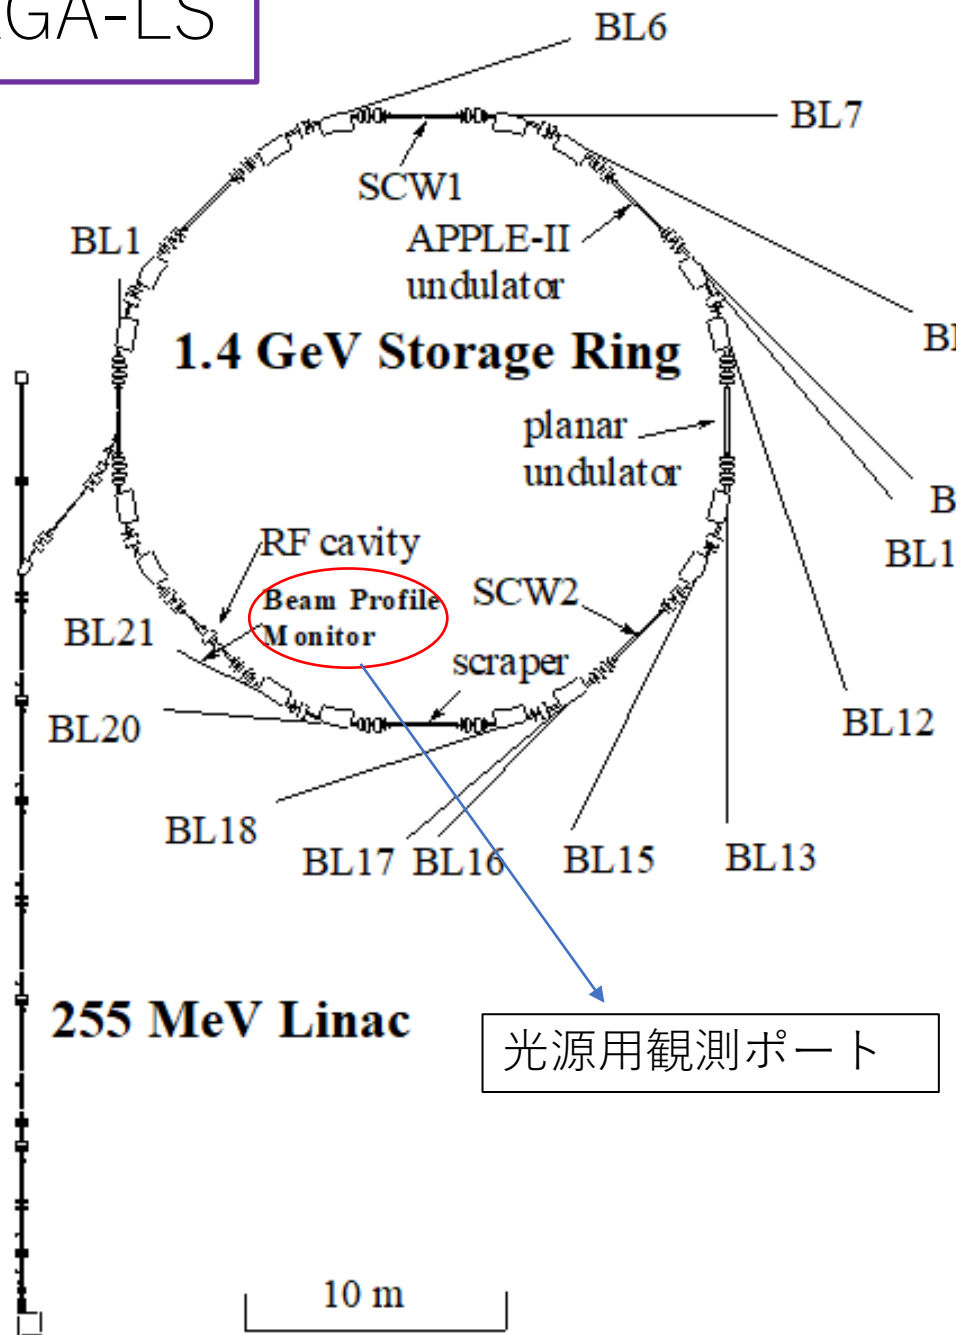 GA-LS
BL6
BL7
SCW1
APPLE-II
undulator
BL1
1.4 GeV Storage Ring
planar
undulator
BL1
RF cavity
Beam Profile
Monitor
SCW2
BL21
scraper
BL20
BL12
BL18
BL17
BL16
BL15
BL13
255 MeV Linac
光源用観測ポート
10 m